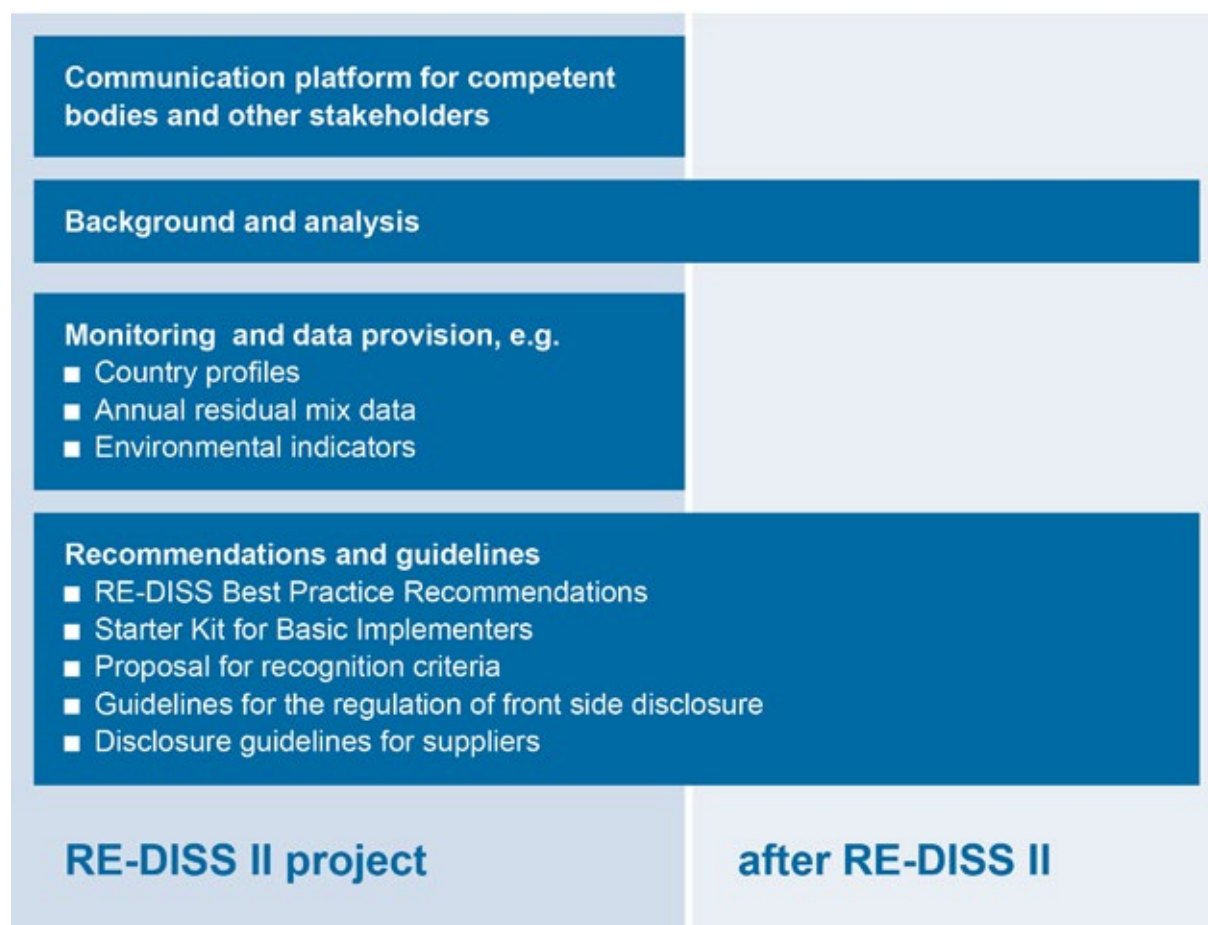 Communication platform for competent
bodies and other stakeholders
Background and analysis
Monitoring and data provision, e.g.
■ Country profiles
■ Annual residual mix data
■ Environmental indicators
Recommendations and guidelines
■ RE-DISS Best Practice Recommendations
■ Starter Kit for Basic Implementers
■ Proposal for recognition criteria
■ Guidelines for the regulation of front side disclosure
■ Disclosure guidelines for suppliers
RE-DISS II project
after RE-DISS II